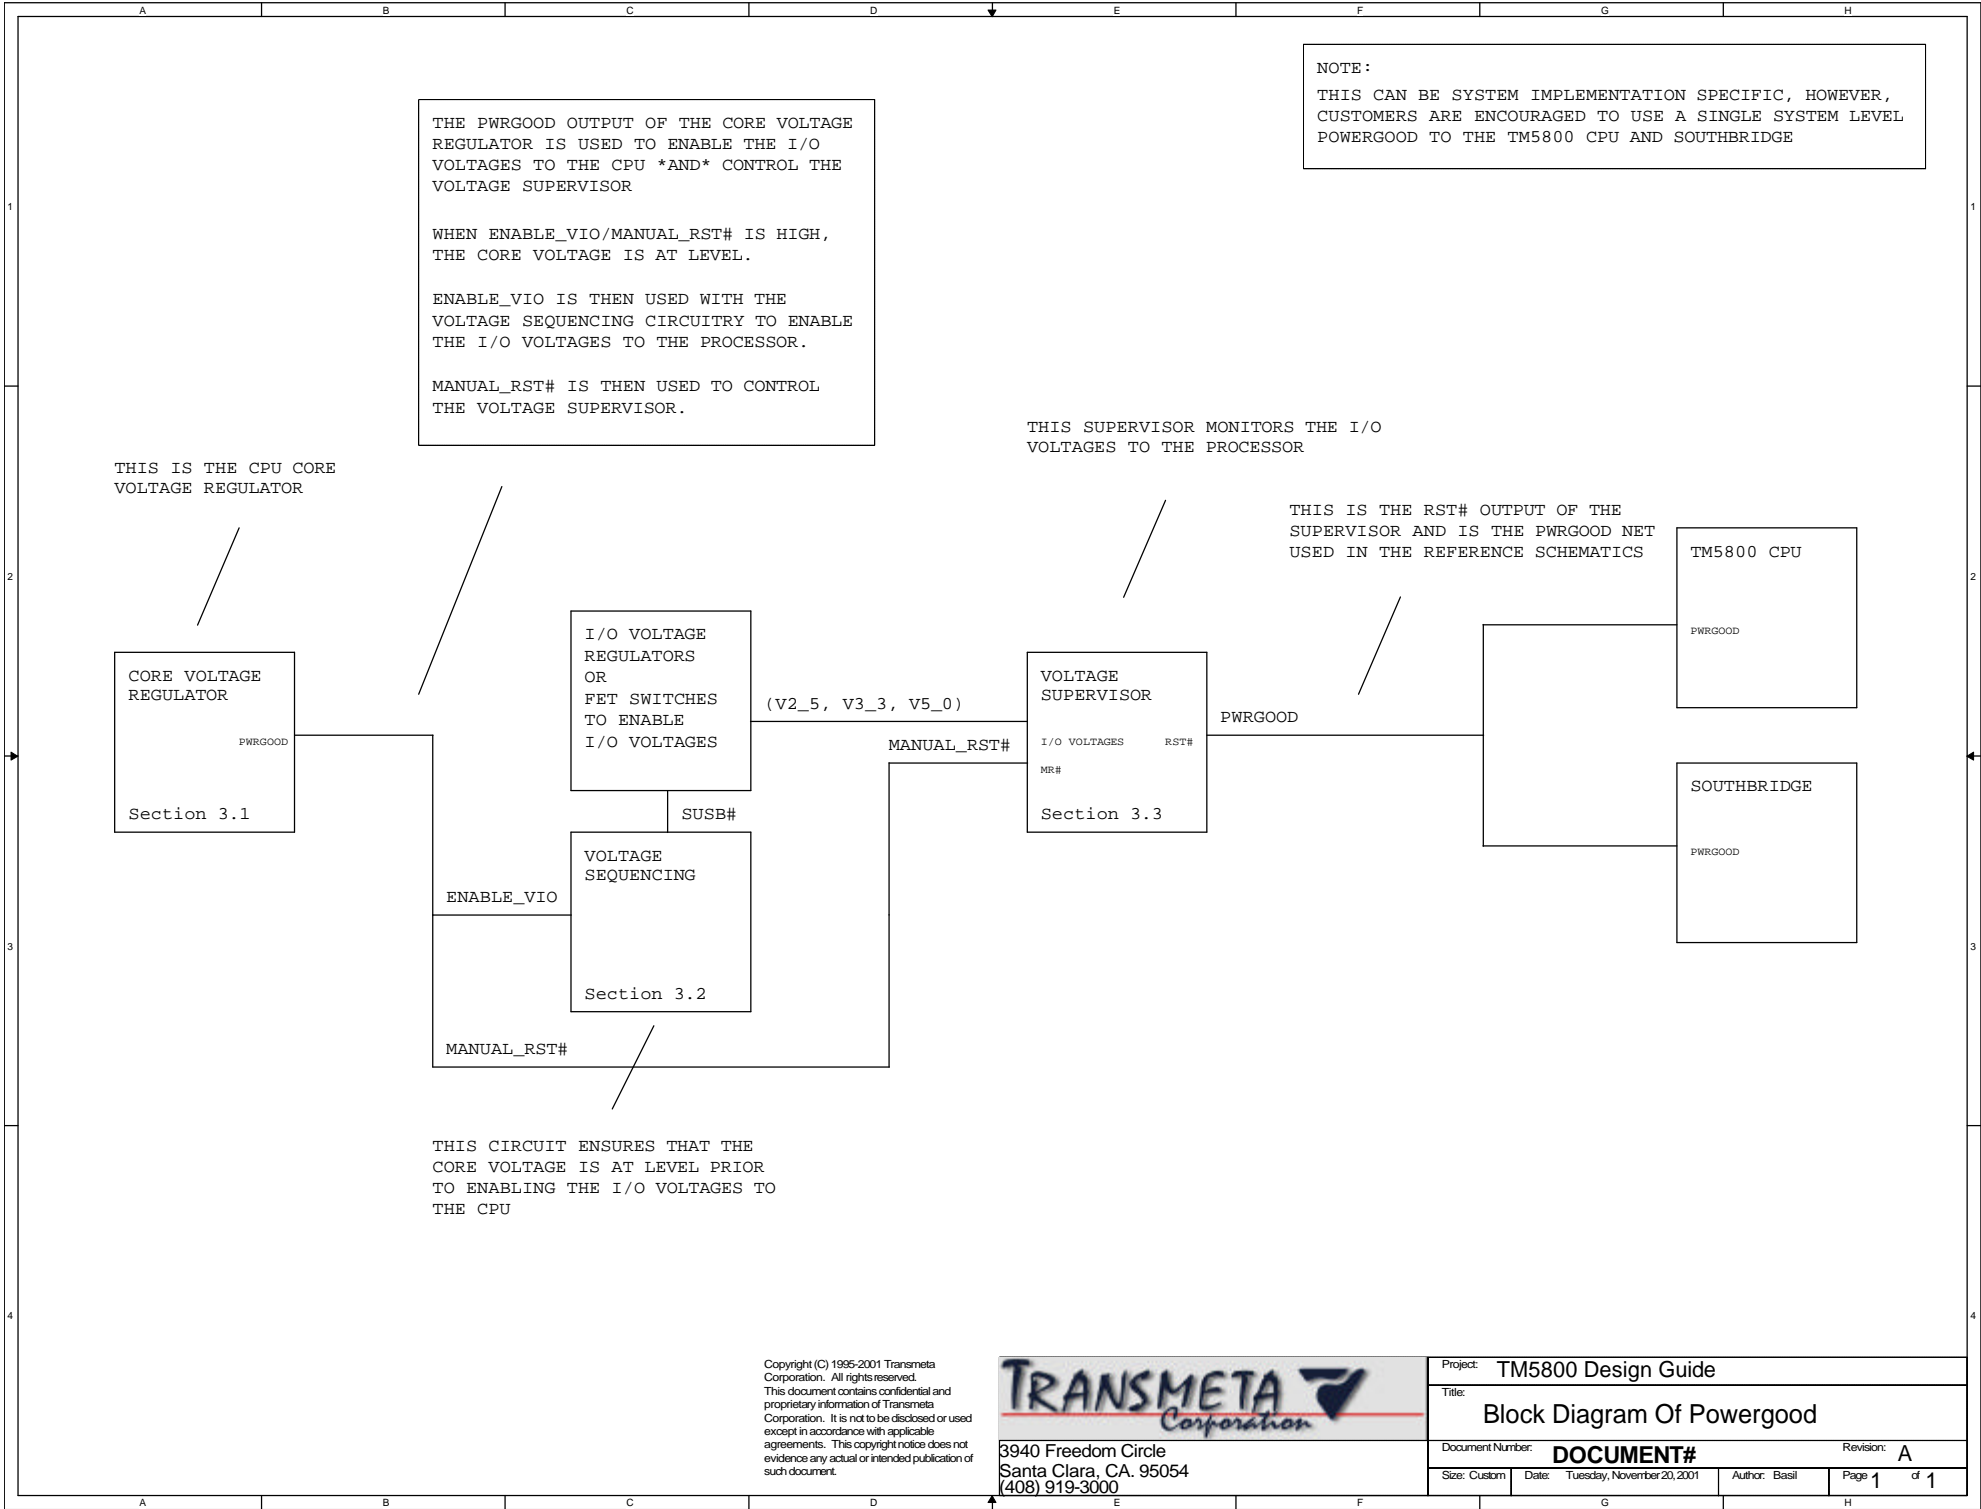 A B C D E F G H
NOTE:
THIS CAN BE SYSTEM IMPLEMENTATION SPECIFIC, HOWEVER,
CUSTOMERS ARE ENCOURAGED TO USE A SINGLE SYSTEM LEVEL
POWERGOOD TO THE TM5800 CPU AND SOUTHBRIDGE
THE PWRGOOD OUTPUT OF THE CORE VOLTAGE
REGULATOR IS USED TO ENABLE THE I/O
VOLTAGES TO THE CPU *AND* CONTROL THE
VOLTAGE SUPERVISOR
WHEN ENABLE_VIO/MANUAL_RST# IS HIGH,
THE CORE VOLTAGE IS AT LEVEL.
ENABLE_VIO IS THEN USED WITH THE
VOLTAGE SEQUENCING CIRCUITRY TO ENABLE
THE I/O VOLTAGES TO THE PROCESSOR.
MANUAL_RST# IS THEN USED TO CONTROL
THE VOLTAGE SUPERVISOR.
1 1
THIS IS THE CPU CORE
VOLTAGE REGULATOR
THIS SUPERVISOR MONITORS THE I/O
VOLTAGES TO THE PROCESSOR
THIS IS THE RST# OUTPUT OF THE
SUPERVISOR AND IS THE PWRGOOD NET
USED IN THE REFERENCE SCHEMATICS
2 2
TM5800 CPU
PWRGOOD
CORE VOLTAGE
REGULATOR
PWRGOOD
Section 3.1
I/O VOLTAGE
REGULATORS
OR
FET SWITCHES
TO ENABLE
I/O VOLTAGES
(V2_5, V3_3, V5_0)
MANUAL_RST#
VOLTAGE
SUPERVISOR
I/O VOLTAGES RST#
MR#
Section 3.3
PWRGOOD
SOUTHBRIDGE
PWRGOOD
SUSB#
VOLTAGE
SEQUENCING
Section 3.2
ENABLE_VIO
MANUAL_RST#
3 3
THIS CIRCUIT ENSURES THAT THE
CORE VOLTAGE IS AT LEVEL PRIOR
TO ENABLING THE I/O VOLTAGES TO
THE CPU
4 4
Copyright (C) 1995-2001 Transmeta
Corporation. All rights reserved.
This document contains confidential and
proprietary information of Transmeta
Corporation. It is not to be disclosed or used
except in accordance with applicable
agreements. This copyright notice does not
evidence any actual or intended publication of
such document.
TRANSMETA
Corporation
3940 Freedom Circle
Santa Clara, CA. 95054
(408) 919-3000
Project: TM5800 Design Guide
Title:
Block Diagram Of Powergood
Document Number: DOCUMENT# Revision: A
Size: Custom Date: Tuesday, November 20, 2001 Author: Basil Page 1 of 1
A B C D E F G H